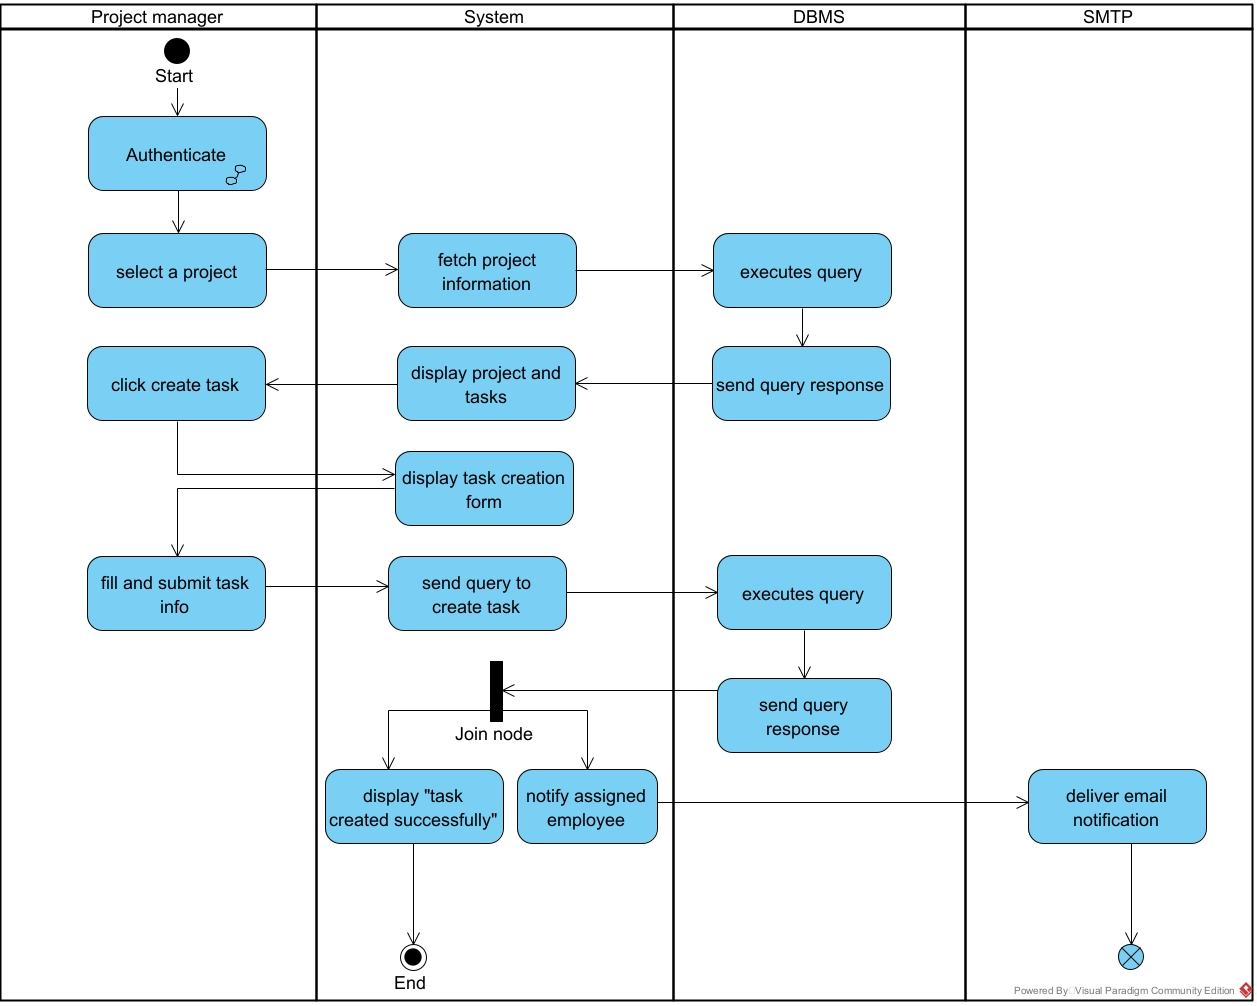 Project manager
System
DBMS
SMTP
Start
Authenticate
select a project
fetch project
information
executes query
click create task
display project and
tasks
send query response
display task creation
form
fill and submit task
info
send query to
create task
executes query
send query
response
Join node
display "task
created successfully"
notify assigned
employee
deliver email
notification
End
Powered By Visual Paradigm Community Edition